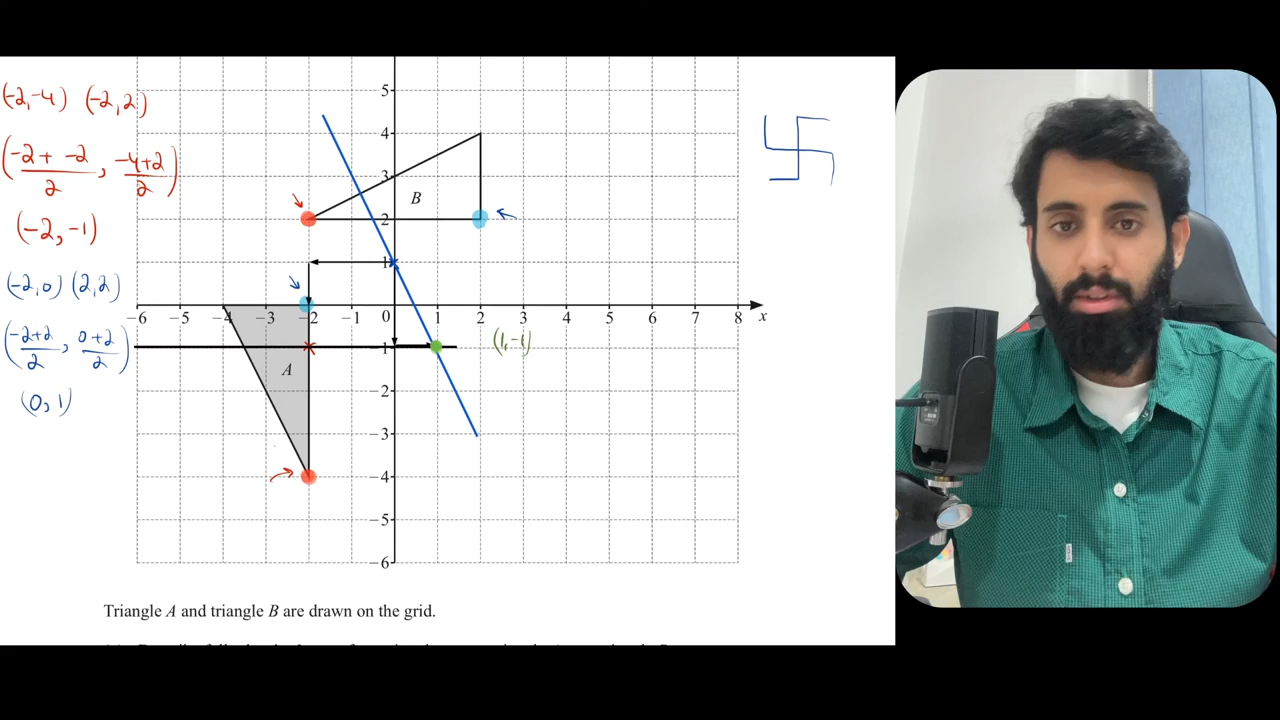 (-2,-4) (-2,2)
(-2 + -2 / 2 , -4+2 / 2)
(-2,-1)
(-2,0) (2,2)
(-2+2 / 2 , 0+2 / 2)
(0,1)
5
4
3
B
2
1
-6 -5 -4 -3 -2 -1 0 1 2 3 4 5 6 7 8 x
-1
(1,-1)
A
-2
-3
-4
-5
-6
Triangle A and triangle B are drawn on the grid.